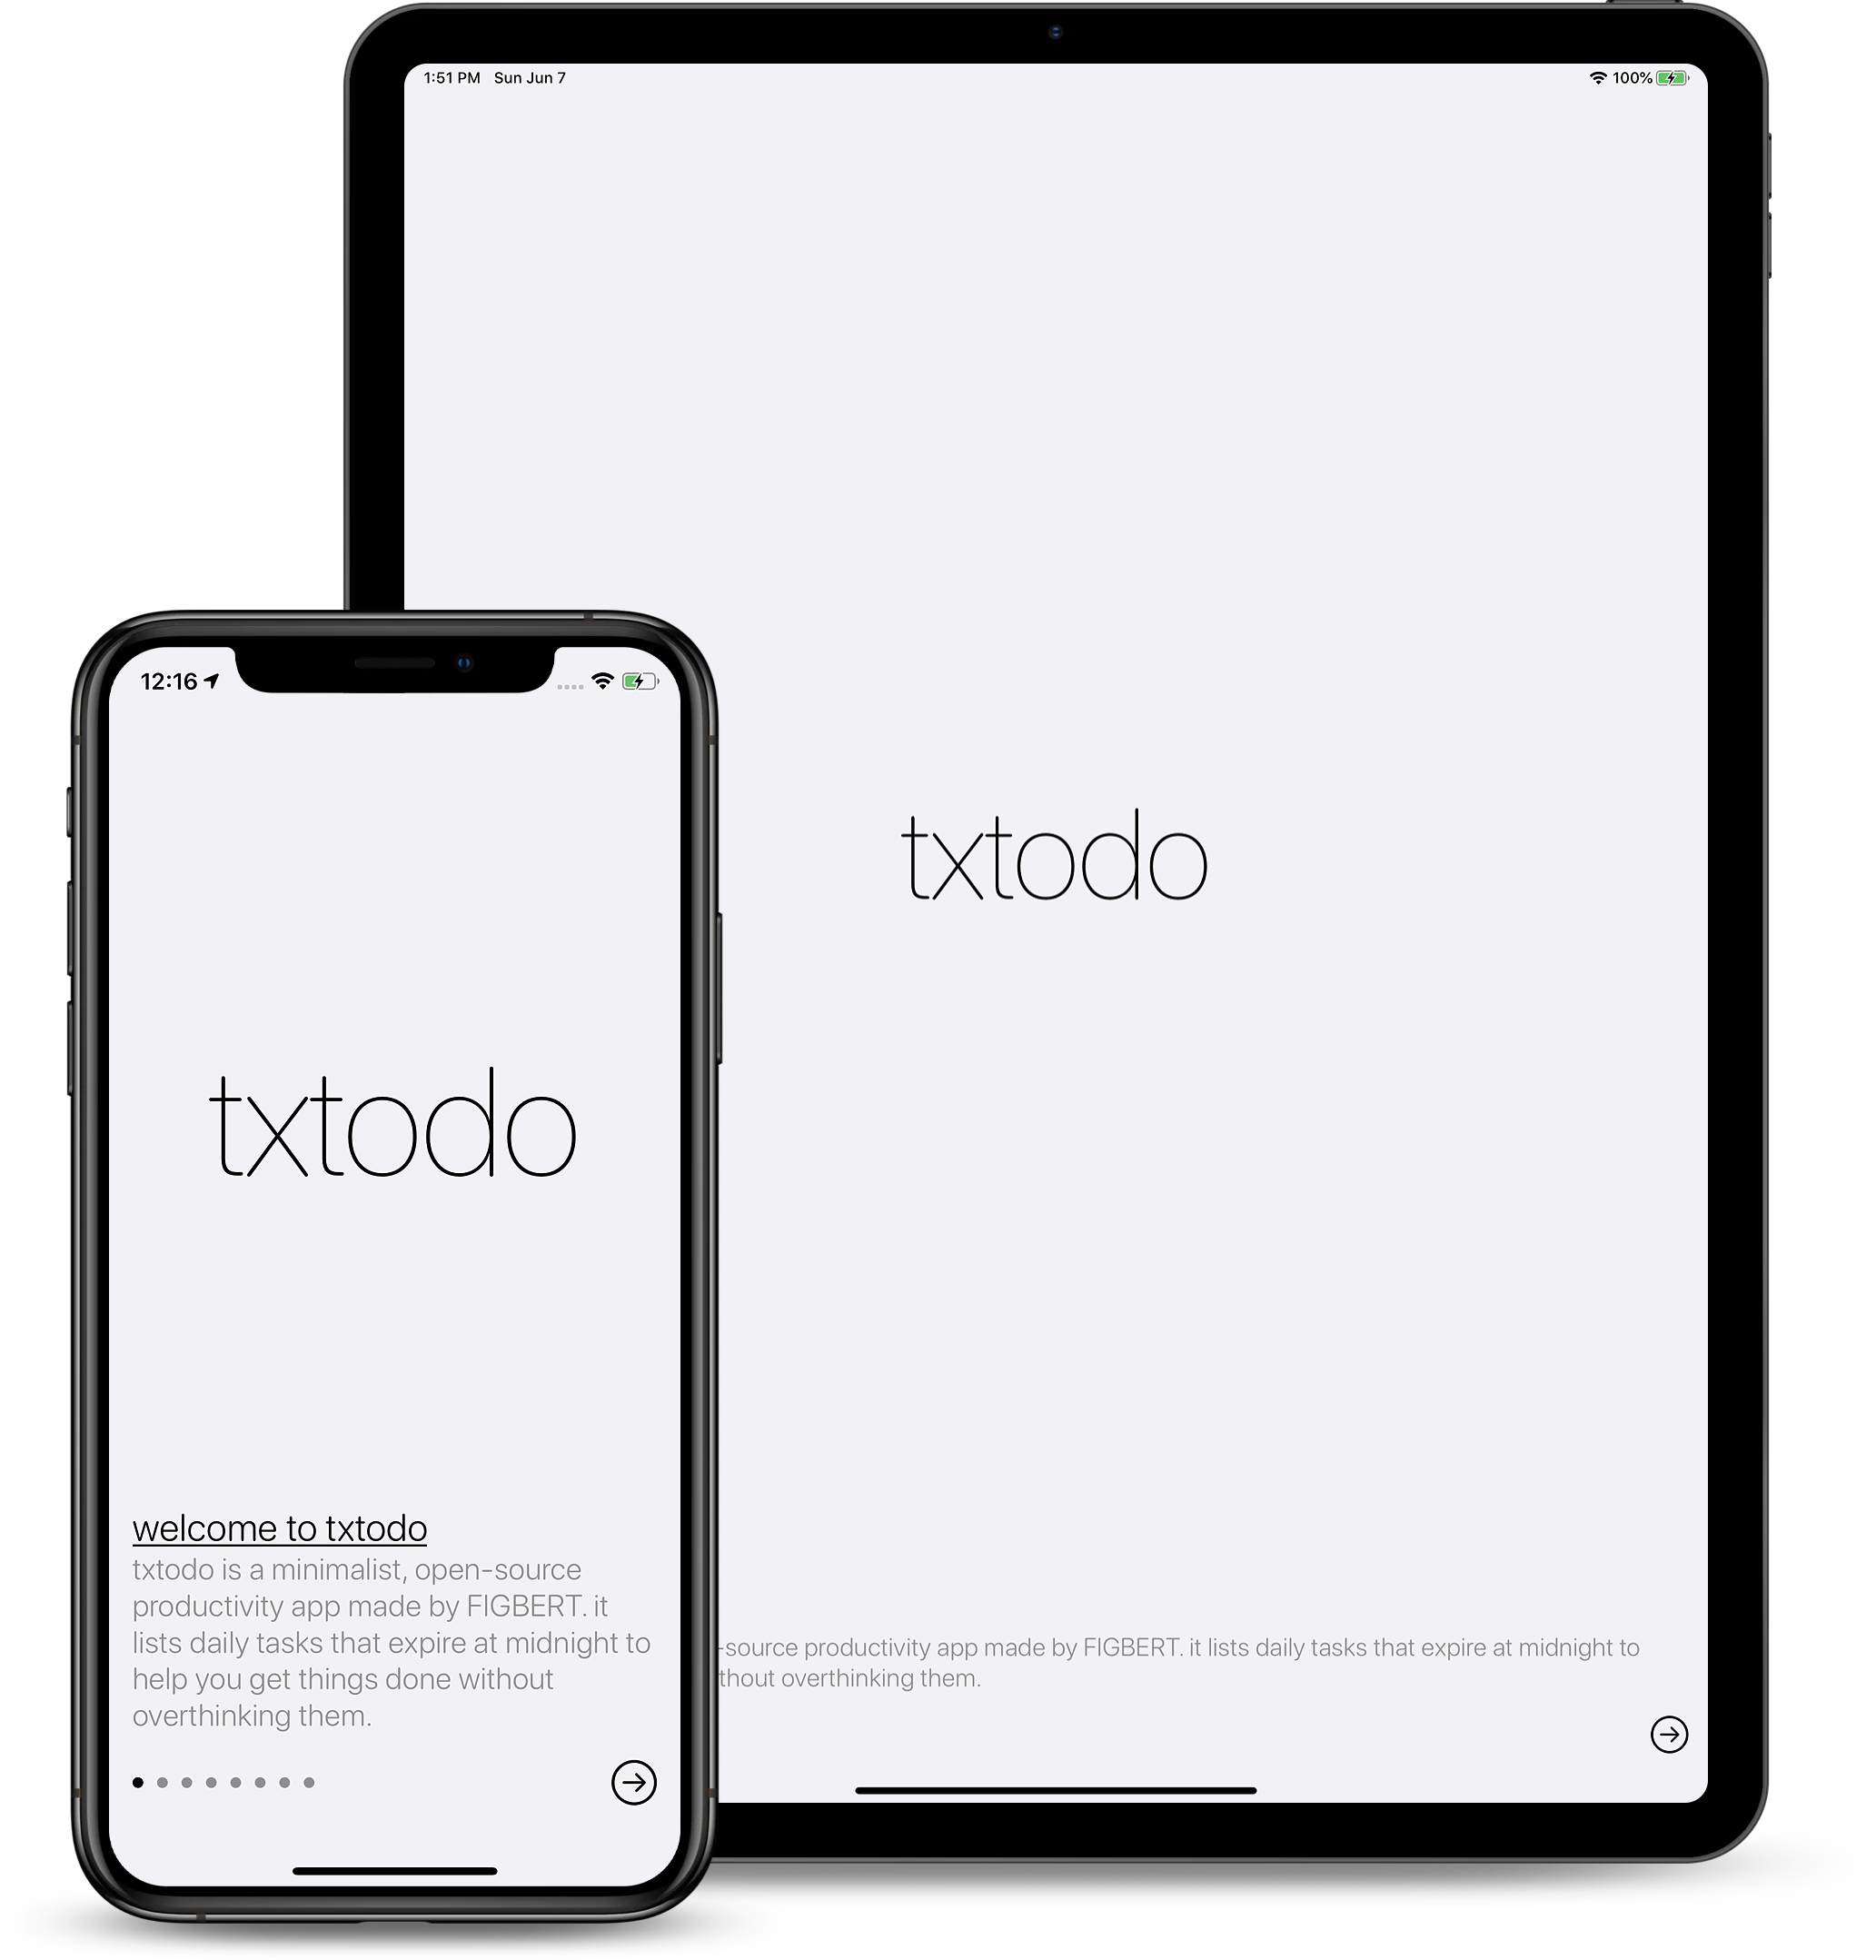 1:51 PM Sun Jun 7
100%
txtodo
-source productivity app made by FIGBERT. it lists daily tasks that expire at midnight to
thout overthinking them.
12:16
txtodo
welcome to txtodo
txtodo is a minimalist, open-source
productivity app made by FIGBERT. it
lists daily tasks that expire at midnight to
help you get things done without
overthinking them.